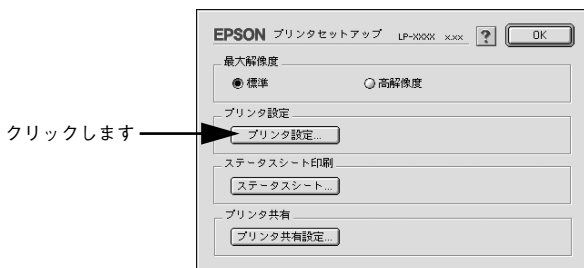 EPSON プリンタセットアップ LP-XXXX x.xx ? OK
最大解像度
標準 高解像度
プリンタ設定
クリックします プリンタ設定...
ステータスシート印刷
ステータスシート...
プリンタ共有
プリンタ共有設定...